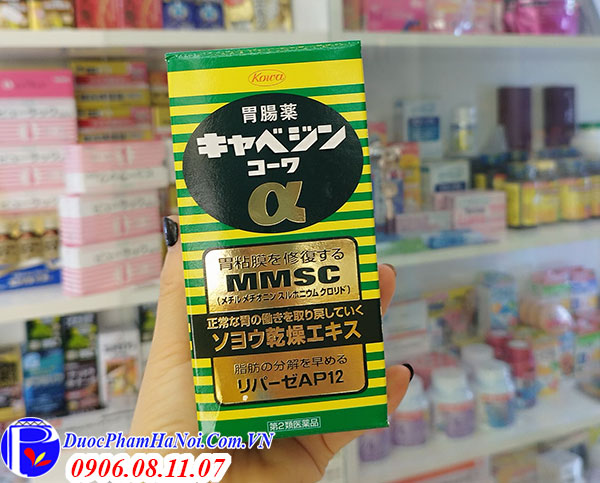 Kowa
胃腸薬
キャベジン
コーワ
α
胃粘膜を修復する
MMSC
(メチルメチオニンスルホニウムクロリド)
正常な胃の働きを取り戻していく
ソヨウ乾燥エキス
脂肪の分解を早める
リパーゼAP12
第2類医薬品
DuocPhamHaNoi.Com.VN
0906.08.11.07